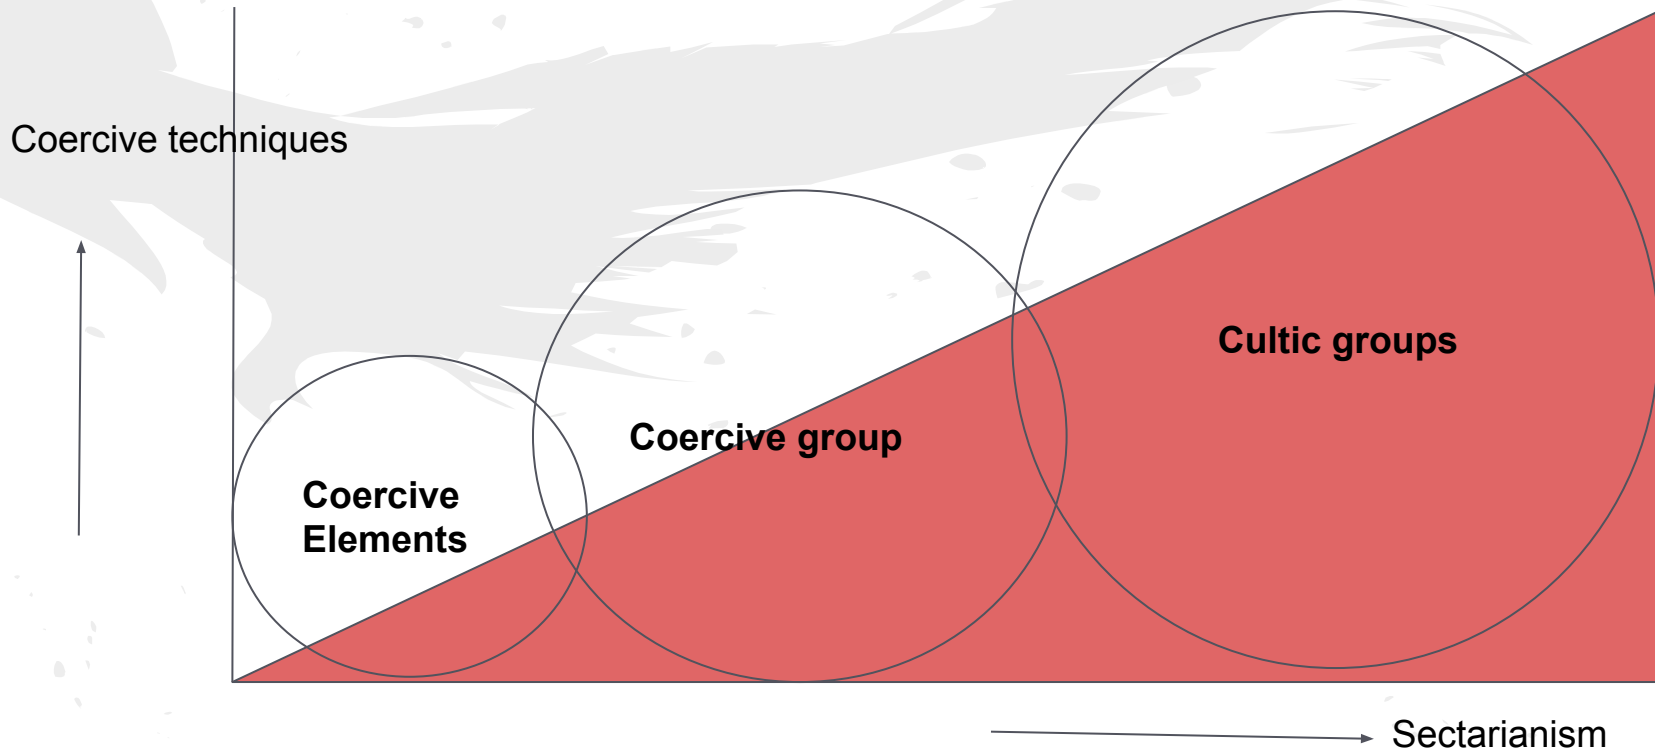 Coercive techniques
Cultic groups
Coercive group
Coercive
Elements
Sectarianism